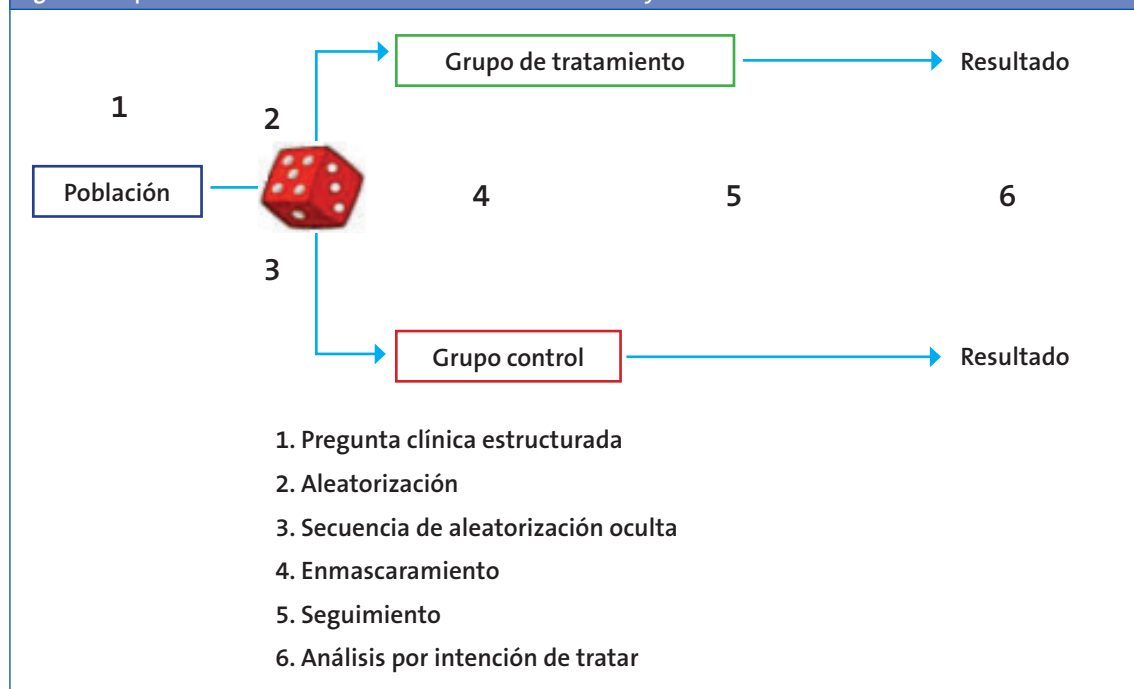 Grupo de tratamiento
Resultado
1
2
Población
4
5
6
3
Grupo control
Resultado
1. Pregunta clínica estructurada
2. Aleatorización
3. Secuencia de aleatorización oculta
4. Enmascaramiento
5. Seguimiento
6. Análisis por intención de tratar